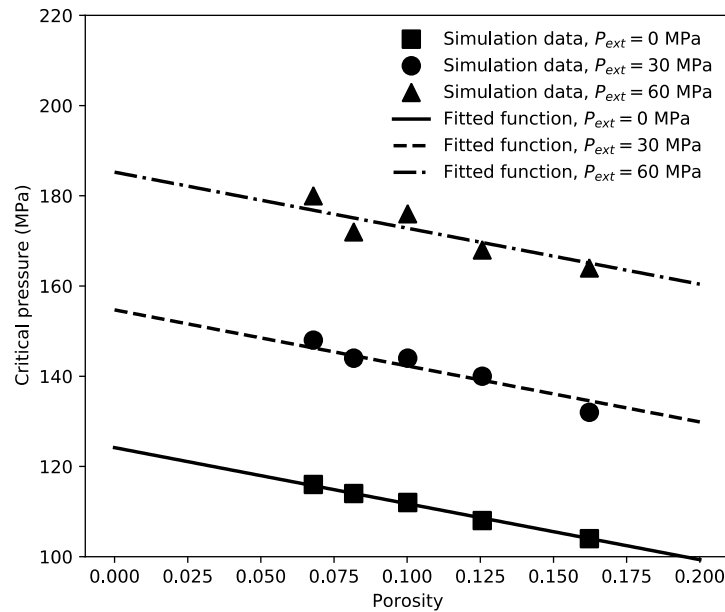 220
200
180
160
140
120
100
Critical pressure (MPa)
Simulation data, P_ext = 0 MPa
Simulation data, P_ext = 30 MPa
Simulation data, P_ext = 60 MPa
Fitted function, P_ext = 0 MPa
Fitted function, P_ext = 30 MPa
Fitted function, P_ext = 60 MPa
0.000 0.025 0.050 0.075 0.100 0.125 0.150 0.175 0.200
Porosity